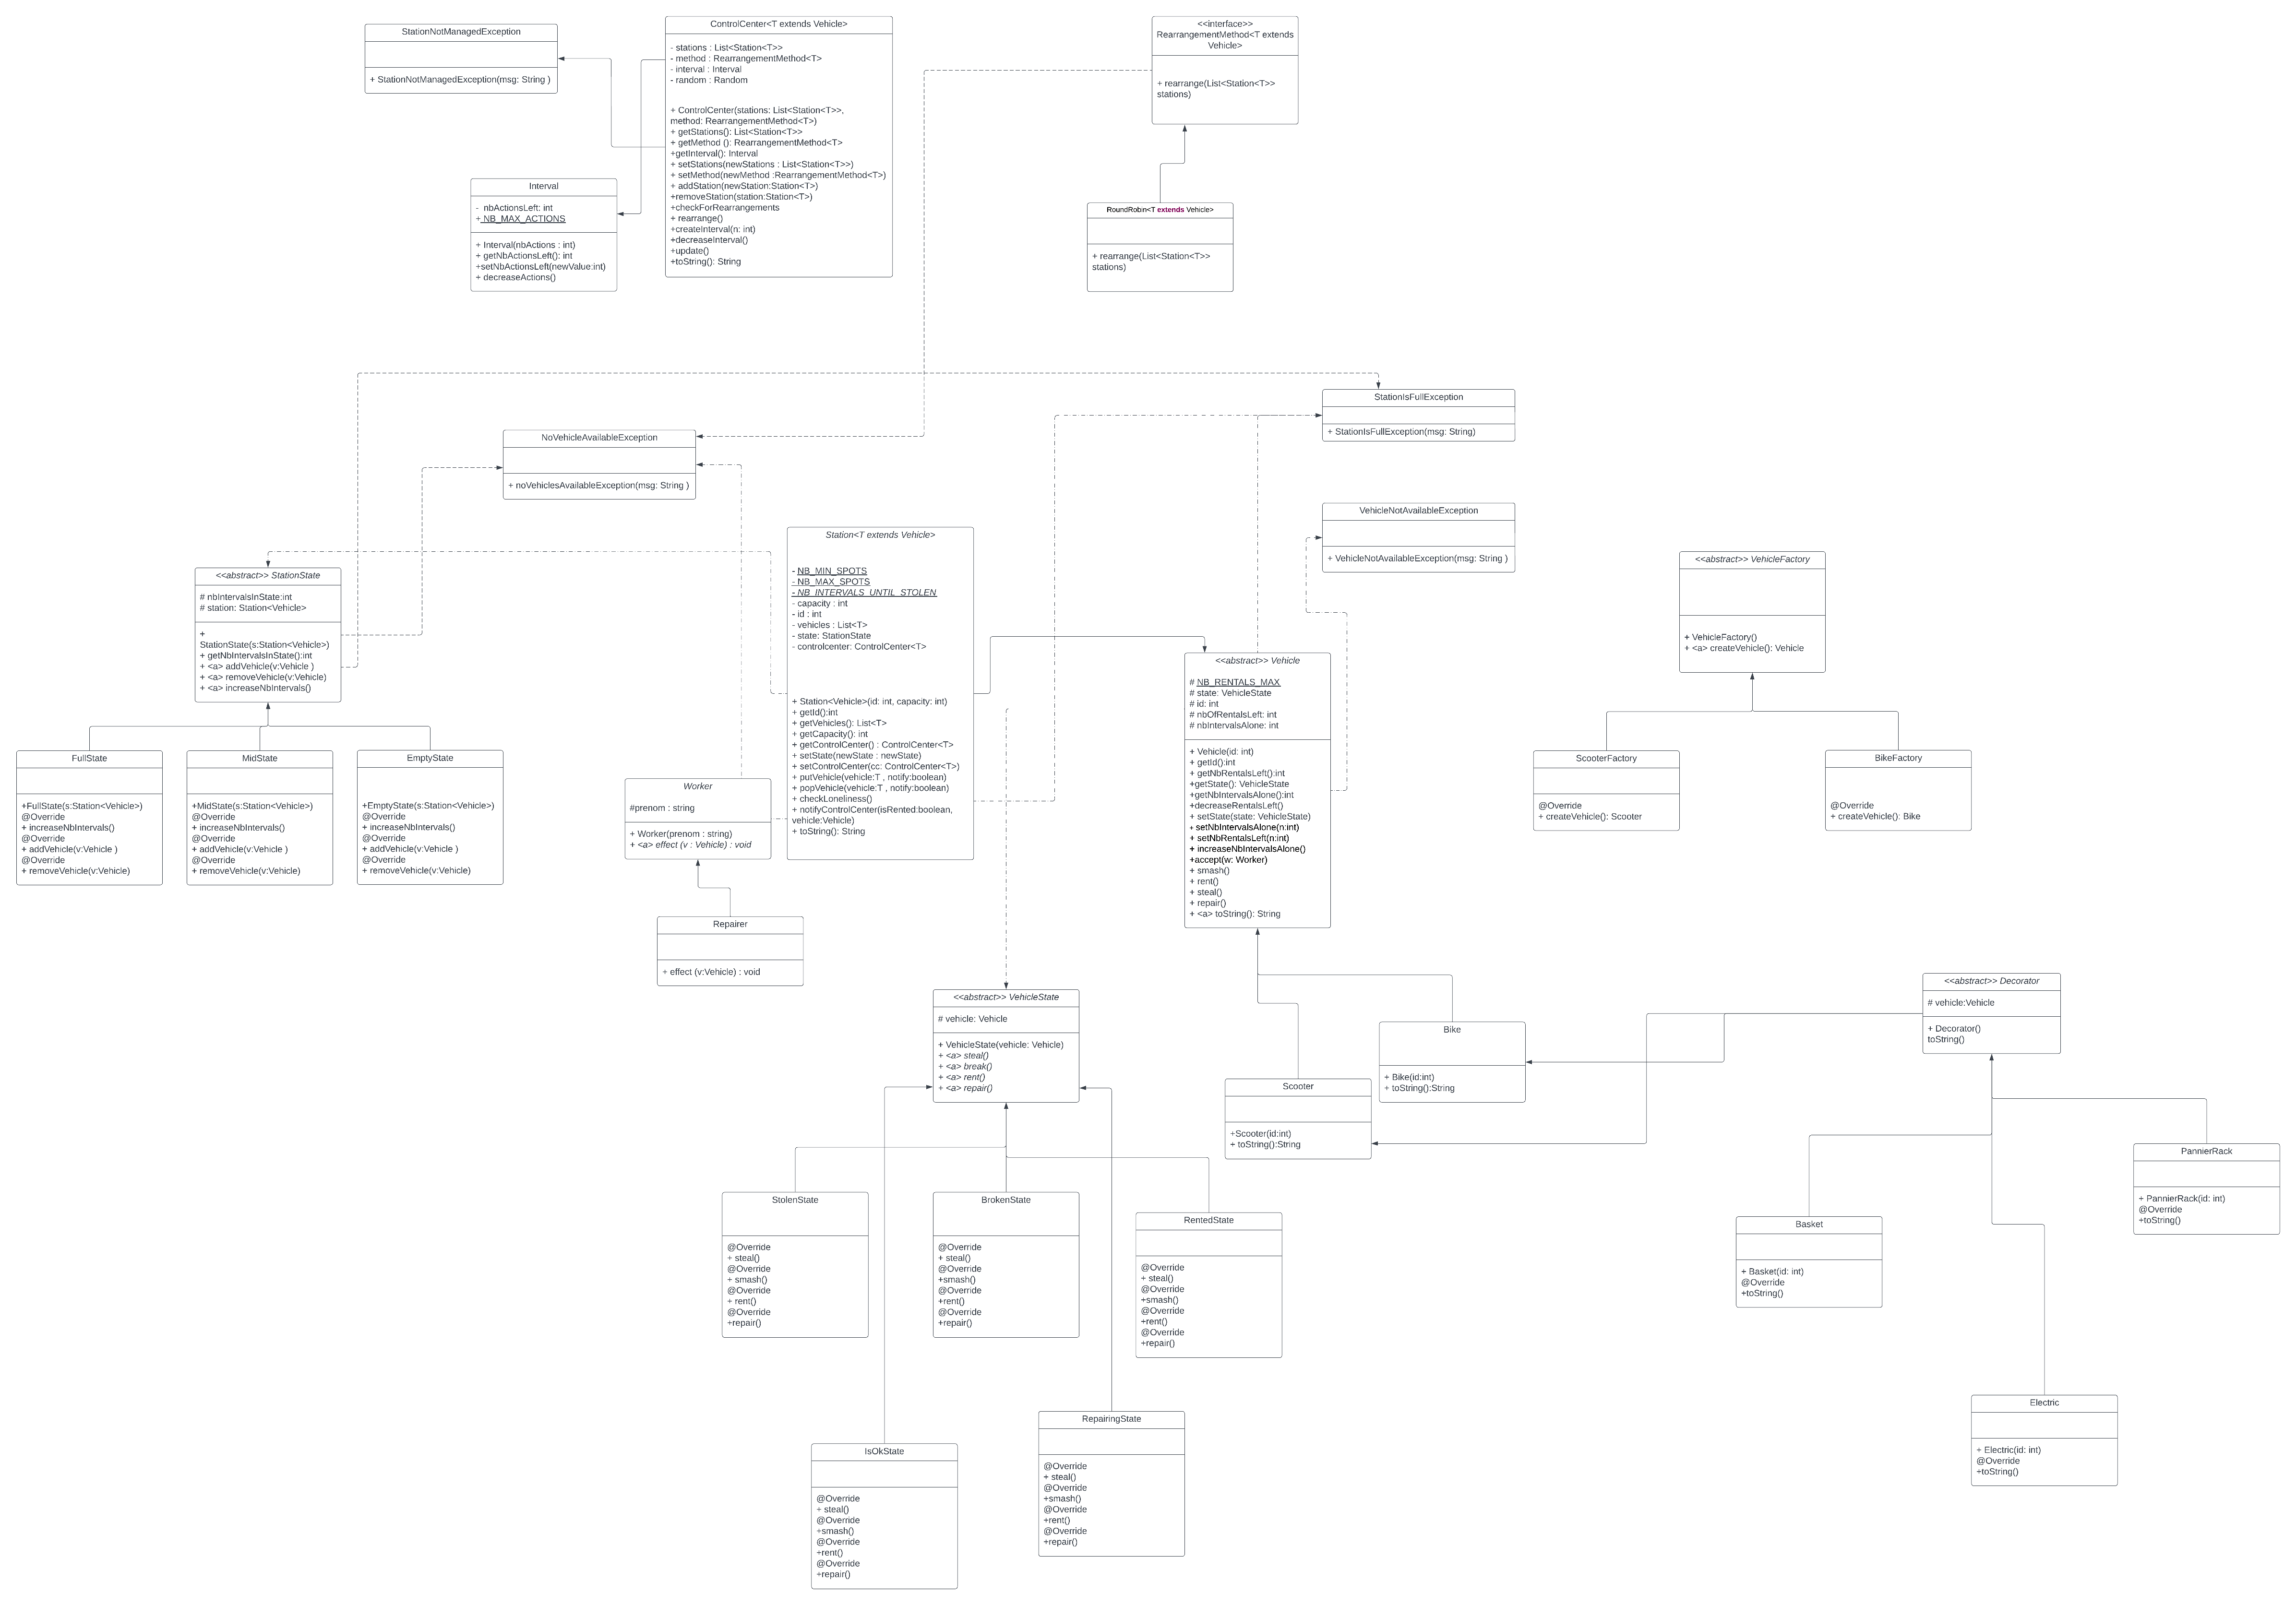 StationNotManagedException
+ StationNotManagedException(msg: String )
ControlCenter<T extends Vehicle>
- stations : List<Station<T>>
- method : RearrangementMethod<T>
- interval : Interval
- random : Random
+ ControlCenter(stations: List<Station<T>>,
method: RearrangementMethod<T>)
+ getStations(): List<Station<T>>
+ getMethod (): RearrangementMethod<T>
+getInterval(): Interval
+ setStations(newStations : List<Station<T>>)
+ setMethod(newMethod :RearrangementMethod<T>)
+ addStation(newStation:Station<T>)
+removeStation(station:Station<T>)
+checkForRearrangements
+ rearrange()
+createInterval(n: int)
+decreaseInterval()
+update()
+toString(): String
<<interface>>
RearrangementMethod<T extends
Vehicle>
+ rearrange(List<Station<T>>
stations)
Interval
- nbActionsLeft: int
+ NB_MAX_ACTIONS
+ Interval(nbActions : int)
+ getNbActionsLeft(): int
+setNbActionsLeft(newValue:int)
+ decreaseActions()
RoundRobin<T extends Vehicle>
+ rearrange(List<Station<T>>
stations)
StationIsFullException
+ StationIsFullException(msg: String)
NoVehicleAvailableException
+ noVehiclesAvailableException(msg: String )
VehicleNotAvailableException
+ VehicleNotAvailableException(msg: String )
Station<T extends Vehicle>
- NB_MIN_SPOTS
- NB_MAX_SPOTS
- NB_INTERVALS_UNTIL_STOLEN
- capacity : int
- id : int
- vehicles : List<T>
- state: StationState
- controlcenter: ControlCenter<T>
+ Station<Vehicle>(id: int, capacity: int)
+ getId():int
+ getVehicles(): List<T>
+ getCapacity(): int
+ getControlCenter() : ControlCenter<T>
+ setState(newState : newState)
+ setControlCenter(cc: ControlCenter<T>)
+ putVehicle(vehicle:T , notify:boolean)
+ popVehicle(vehicle:T , notify:boolean)
+ checkLoneliness()
+ notifyControlCenter(isRented:boolean,
vehicle:Vehicle)
+ toString(): String
<<abstract>> StationState
# nbIntervalsInState:int
# station: Station<Vehicle>
+
StationState(s:Station<Vehicle>)
+ getNbIntervalsInState():int
+ <a> addVehicle(v:Vehicle )
+ <a> removeVehicle(v:Vehicle)
+ <a> increaseNbIntervals()
<<abstract>> VehicleFactory
+ VehicleFactory()
+ <a> createVehicle(): Vehicle
<<abstract>> Vehicle
# NB_RENTALS_MAX
# state: VehicleState
# id: int
# nbOfRentalsLeft: int
# nbIntervalsAlone: int
+ Vehicle(id: int)
+ getId():int
+ getNbRentalsLeft():int
+getState(): VehicleState
+getNbIntervalsAlone():int
+decreaseRentalsLeft()
+ setState(state: VehicleState)
+ setNbIntervalsAlone(n:int)
+ setNbRentalsLeft(n:int)
+ increaseNbIntervalsAlone()
+accept(w: Worker)
+ smash()
+ rent()
+ steal()
+ repair()
+ <a> toString(): String
FullState
+FullState(s:Station<Vehicle>)
@Override
+ increaseNbIntervals()
@Override
+ addVehicle(v:Vehicle )
@Override
+ removeVehicle(v:Vehicle)
MidState
+MidState(s:Station<Vehicle>)
@Override
+ increaseNbIntervals()
@Override
+ addVehicle(v:Vehicle )
@Override
+ removeVehicle(v:Vehicle)
EmptyState
+EmptyState(s:Station<Vehicle>)
@Override
+ increaseNbIntervals()
@Override
+ addVehicle(v:Vehicle )
@Override
+ removeVehicle(v:Vehicle)
Worker
#prenom : string
+ Worker(prenom : string)
+ <a> effect (v : Vehicle) : void
ScooterFactory
@Override
+ createVehicle(): Scooter
BikeFactory
@Override
+ createVehicle(): Bike
Repairer
+ effect (v:Vehicle) : void
<<abstract>> VehicleState
# vehicle: Vehicle
+ VehicleState(vehicle: Vehicle)
+ <a> steal()
+ <a> break()
+ <a> rent()
+ <a> repair()
<<abstract>> Decorator
# vehicle:Vehicle
+ Decorator()
toString()
Bike
+ Bike(id:int)
+ toString():String
Scooter
+Scooter(id:int)
+ toString():String
PannierRack
+ PannierRack(id: int)
@Override
+toString()
StolenState
@Override
+ steal()
@Override
+ smash()
@Override
+ rent()
@Override
+repair()
BrokenState
@Override
+ steal()
@Override
+smash()
@Override
+rent()
@Override
+repair()
RentedState
@Override
+ steal()
@Override
+smash()
@Override
+rent()
@Override
+repair()
Basket
+ Basket(id: int)
@Override
+toString()
Electric
+ Electric(id: int)
@Override
+toString()
RepairingState
@Override
+ steal()
@Override
+smash()
@Override
+rent()
@Override
+repair()
IsOkState
@Override
+ steal()
@Override
+smash()
@Override
+rent()
@Override
+repair()